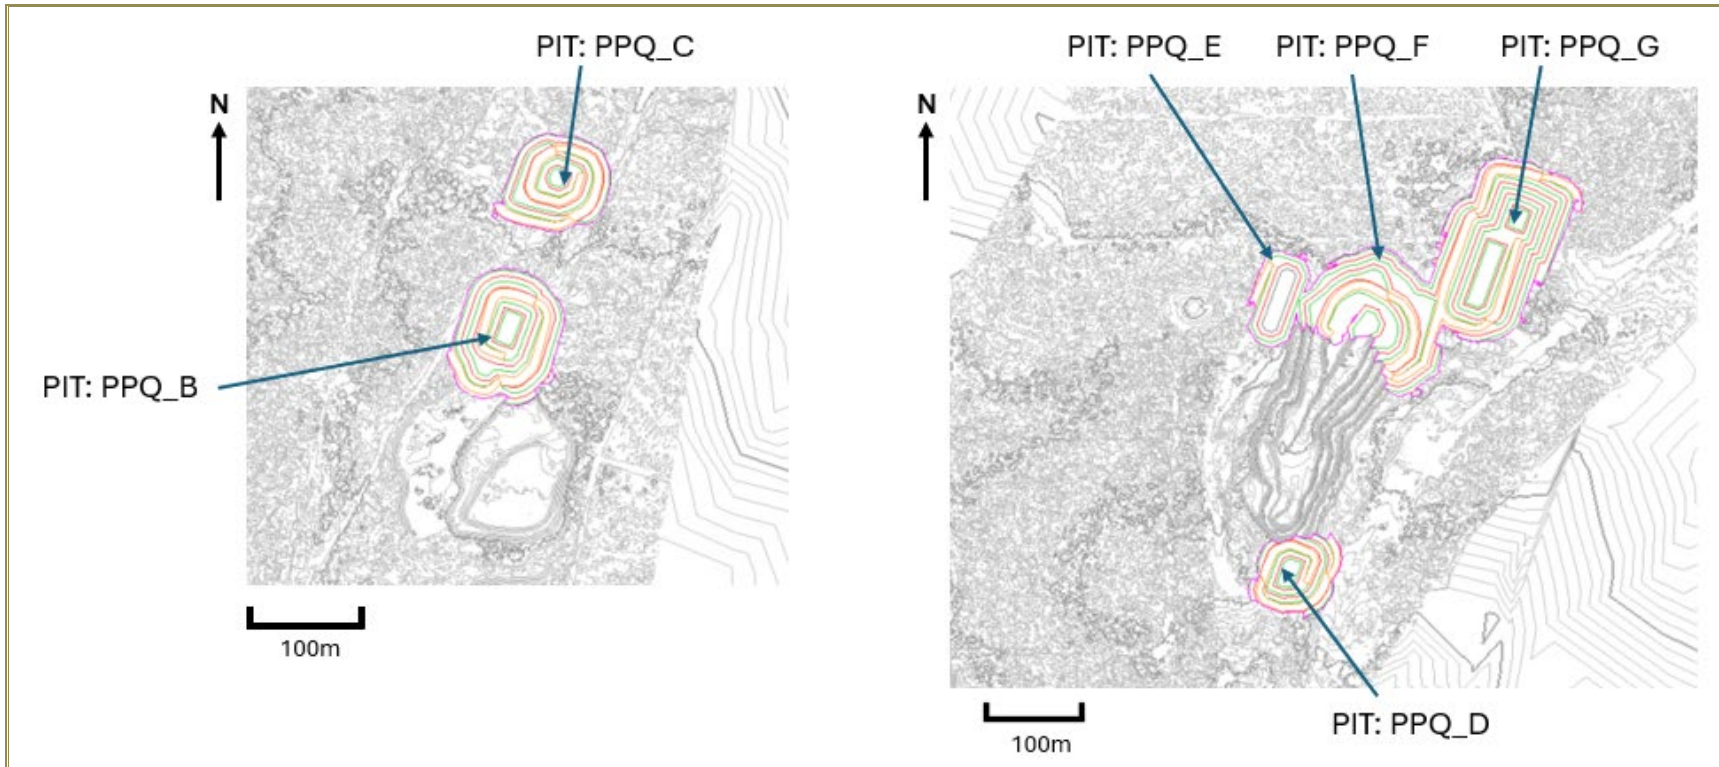 PIT: PPQ_C
N
PIT: PPQ_B
100m
PIT: PPQ_E
PIT: PPQ_F
PIT: PPQ_G
N
100m
PIT: PPQ_D